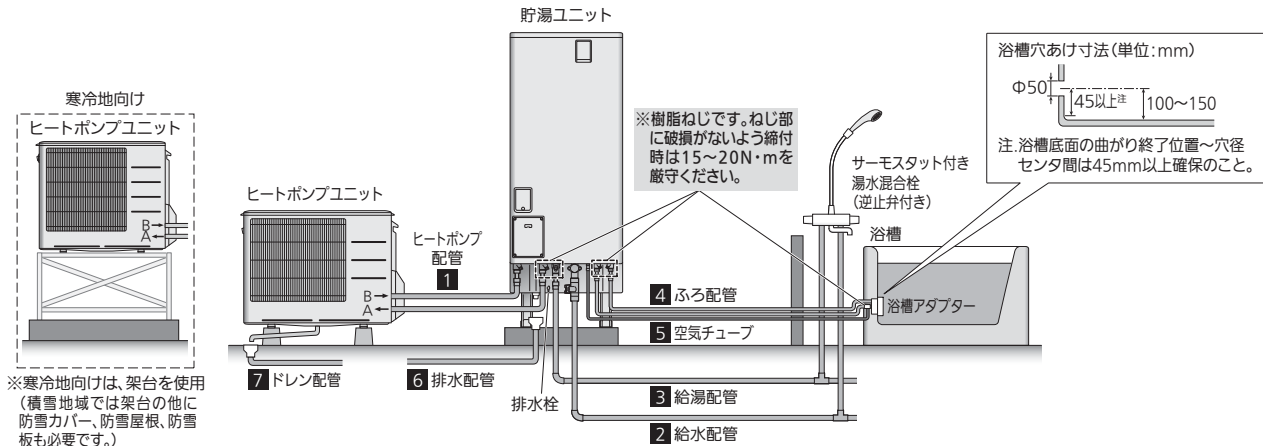 貯湯ユニット
寒冷地向け
ヒートポンプユニット
B
A
※寒冷地向けは、架台を使用
(積雪地域では架台の他に
防雪カバー、防雪屋根、防雪
板も必要です。)
ヒートポンプユニット
B
A
ヒートポンプ
配管
1
※樹脂ねじです。ねじ部
に破損がないよう締付
時は15～20N・mを
厳守ください。
サーモスタット付き
湯水混合栓
(逆止弁付き)
浴槽穴あけ寸法(単位:mm)
Φ50
45以上注
100～150
注.浴槽底面の曲がり終了位置～穴径
センタ間は45mm以上確保のこと。
浴槽
浴槽アダプター
4 ふろ配管
5 空気チューブ
7 ドレン配管
6 排水配管
排水栓
3 給湯配管
2 給水配管